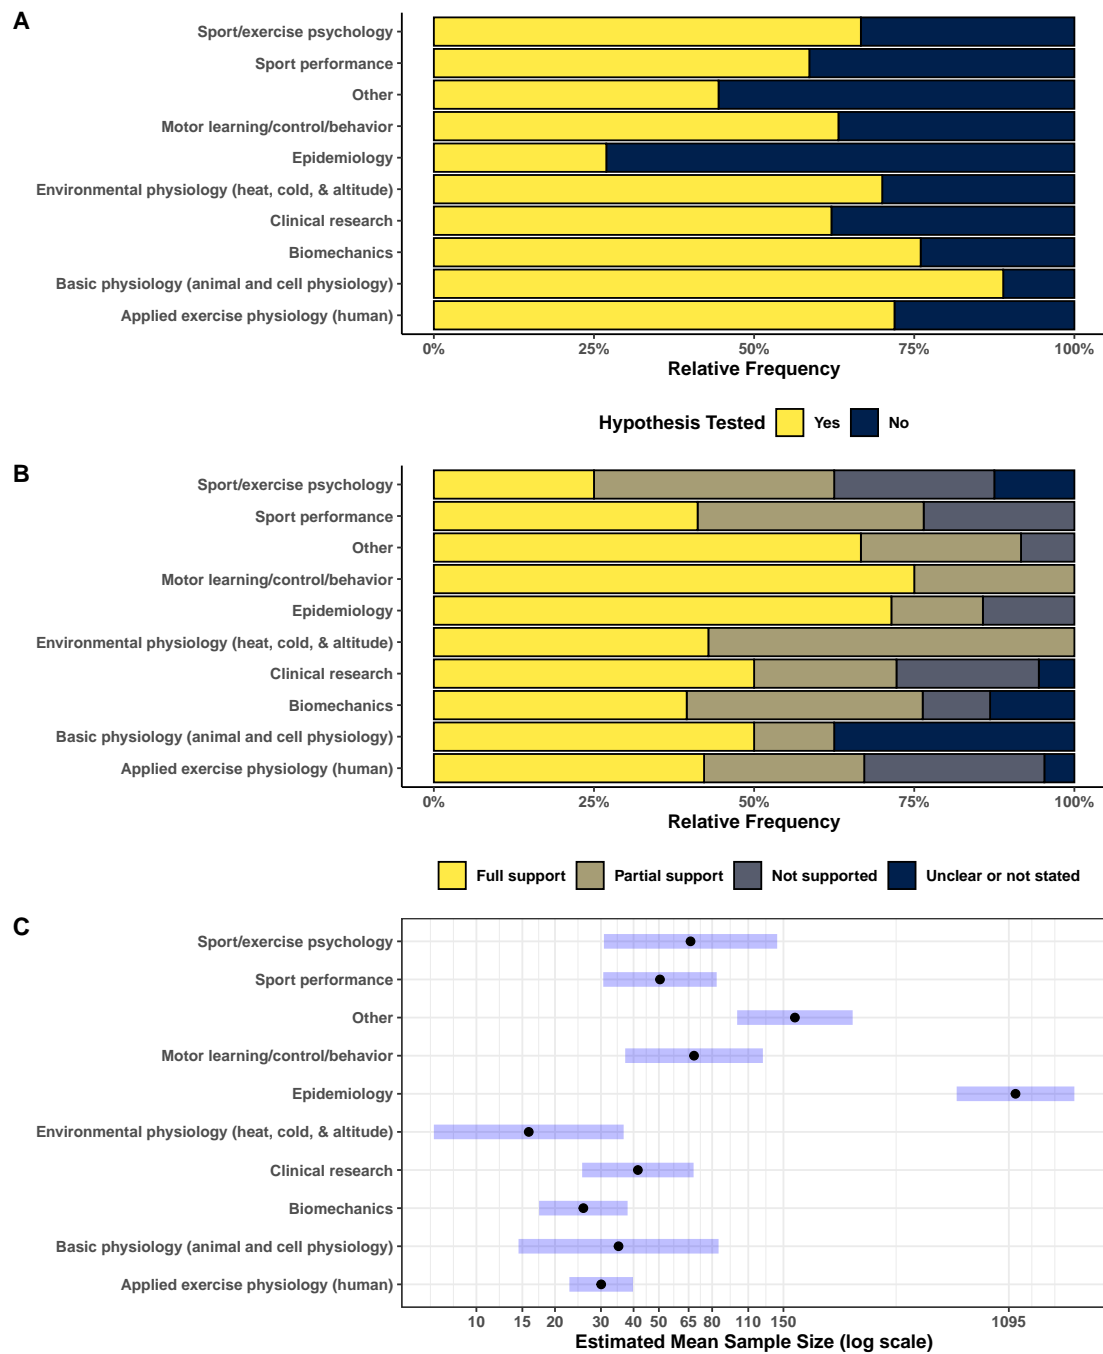 A
Sport/exercise psychology
Sport performance
Other
Motor learning/control/behavior
Epidemiology
Environmental physiology (heat, cold, & altitude)
Clinical research
Biomechanics
Basic physiology (animal and cell physiology)
Applied exercise physiology (human)
0% 25% 50% 75% 100%
Relative Frequency
Hypothesis Tested Yes No
B
Sport/exercise psychology
Sport performance
Other
Motor learning/control/behavior
Epidemiology
Environmental physiology (heat, cold, & altitude)
Clinical research
Biomechanics
Basic physiology (animal and cell physiology)
Applied exercise physiology (human)
0% 25% 50% 75% 100%
Relative Frequency
Full support Partial support Not supported Unclear or not stated
C
Sport/exercise psychology
Sport performance
Other
Motor learning/control/behavior
Epidemiology
Environmental physiology (heat, cold, & altitude)
Clinical research
Biomechanics
Basic physiology (animal and cell physiology)
Applied exercise physiology (human)
10 15 20 30 40 50 65 80 110 150 1095
Estimated Mean Sample Size (log scale)